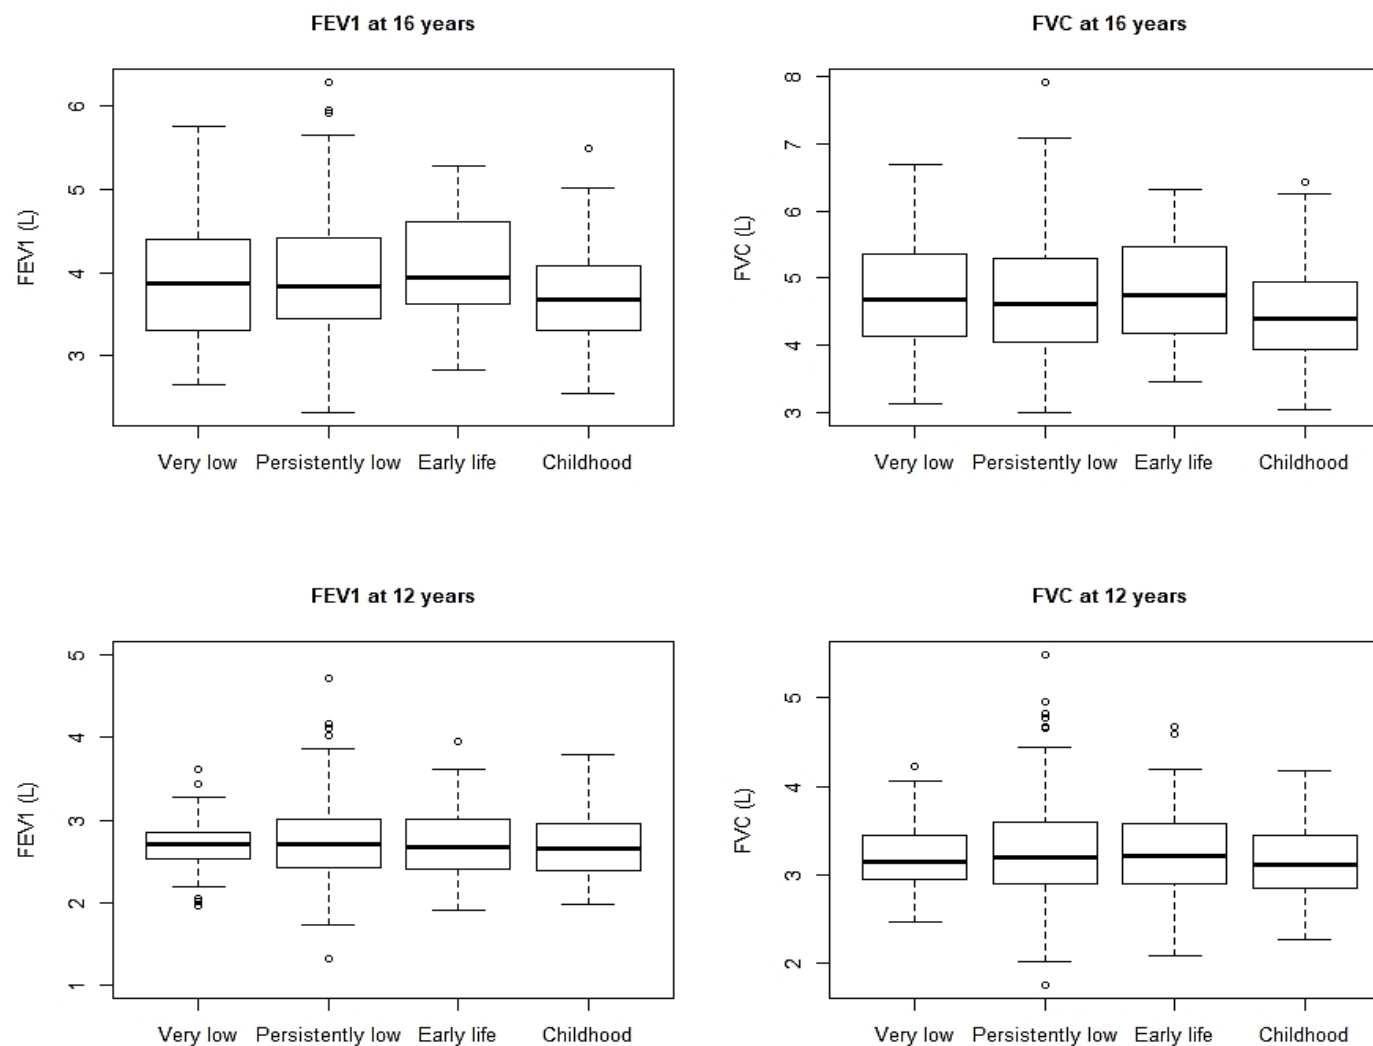 FEV1 at 16 years
FEV1 (L)
6
5
4
3
Very low Persistently low Early life Childhood
FVC at 16 years
FVC (L)
8
7
6
5
4
3
Very low Persistently low Early life Childhood
FEV1 at 12 years
FEV1 (L)
5
4
3
2
1
Very low Persistently low Early life Childhood
FVC at 12 years
FVC (L)
5
4
3
2
Very low Persistently low Early life Childhood